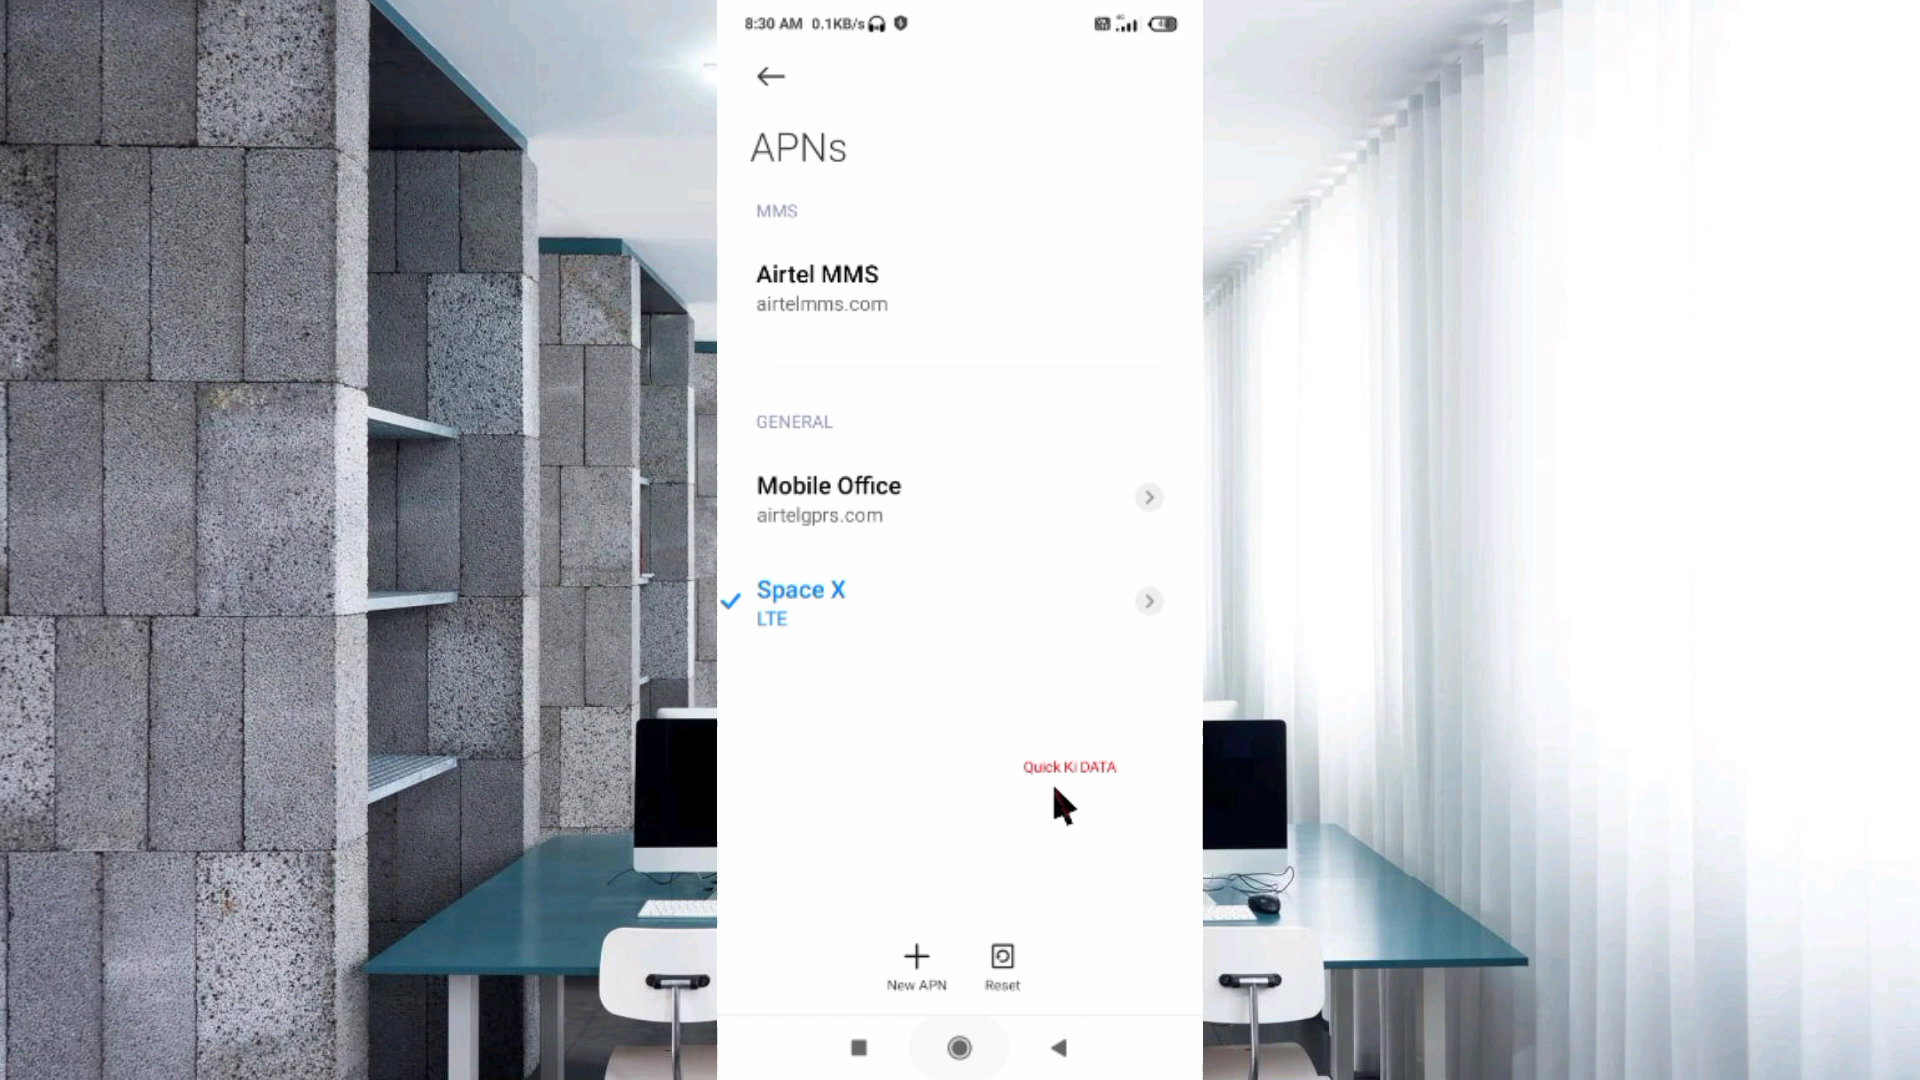 8:30 AM 0.1KB/s
APNs
MMS
Airtel MMS
airtelmms.com
GENERAL
Mobile Office
airtelgprs.com
Space X
LTE
Quick Ki DATA
New APN
Reset